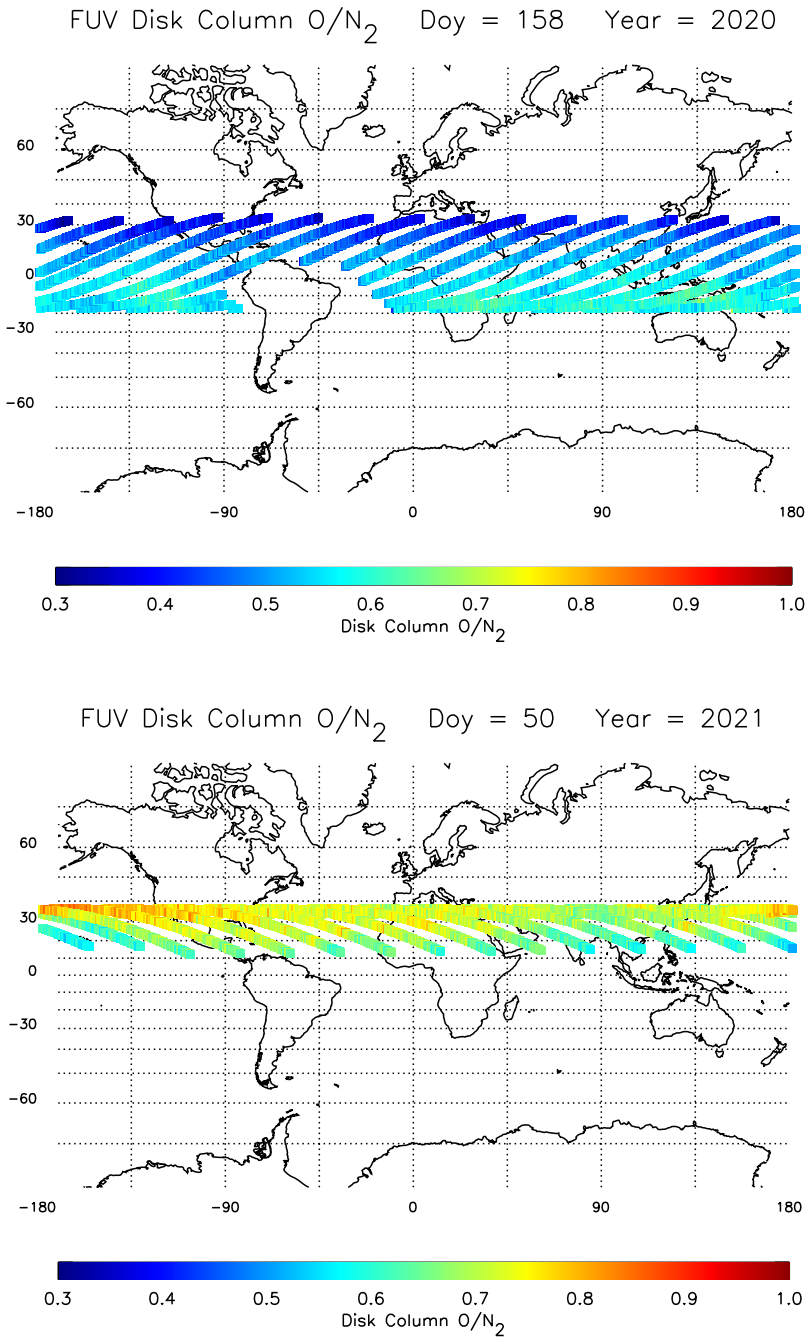 FUV Disk Column O/N2 Doy = 158 Year = 2020
60
30
0
−30
−60
−180 −90 0 90 180
0.3 0.4 0.5 0.6 0.7 0.8 0.9 1.0
Disk Column O/N2
FUV Disk Column O/N2 Doy = 50 Year = 2021
60
30
0
−30
−60
−180 −90 0 90 180
0.3 0.4 0.5 0.6 0.7 0.8 0.9 1.0
Disk Column O/N2